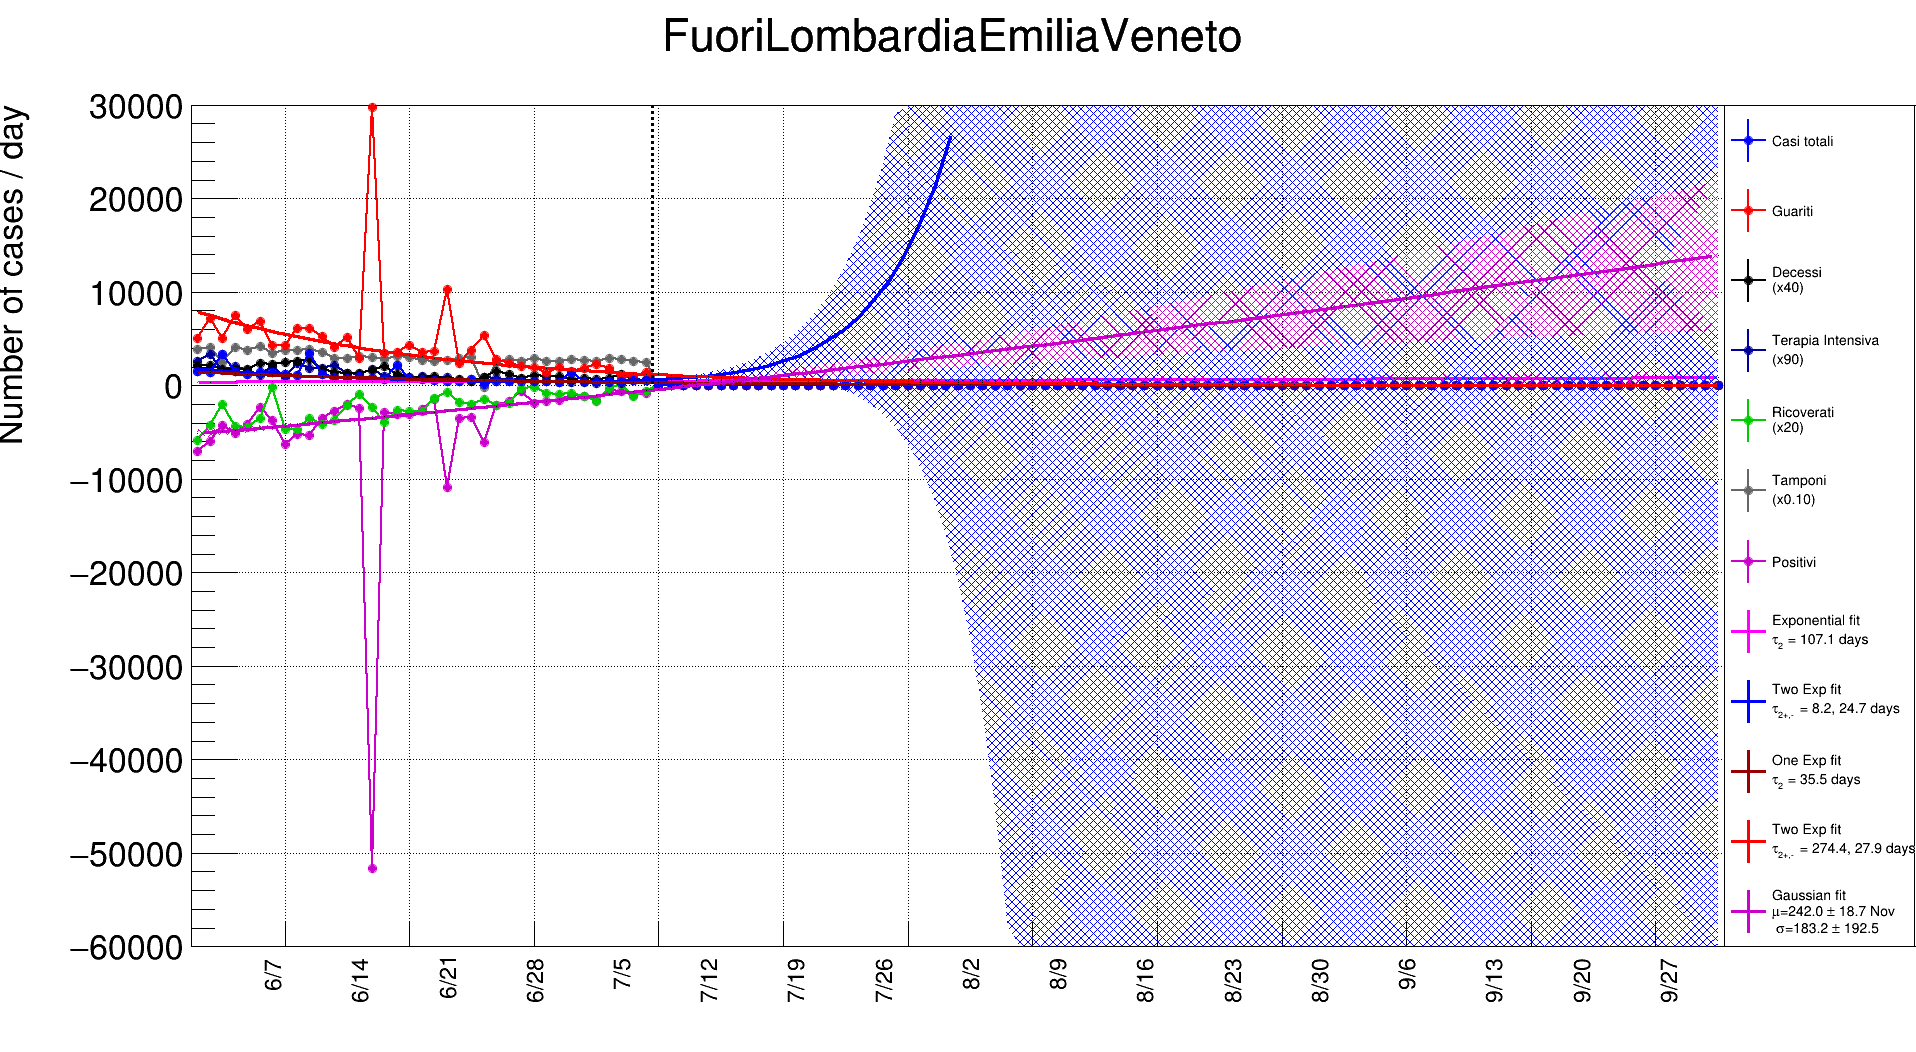 FuoriLombardiaEmiliaVeneto
Number of cases / day
30000
20000
10000
0
−10000
−20000
−30000
−40000
−50000
−60000
6/7
6/14
6/21
6/28
7/5
7/12
7/19
7/26
8/2
8/9
8/16
8/23
8/30
9/6
9/13
9/20
9/27
Casi totali
Guariti
Decessi
(x40)
Terapia Intensiva
(x90)
Ricoverati
(x20)
Tamponi
(x0.10)
Positivi
Exponential fit
τ2 = 107.1 days
Two Exp fit
τ2+,- = 8.2, 24.7 days
One Exp fit
τ2 = 35.5 days
Two Exp fit
τ2+,- = 274.4, 27.9 days
Gaussian fit
μ=242.0 ± 18.7 Nov
σ=183.2 ± 192.5